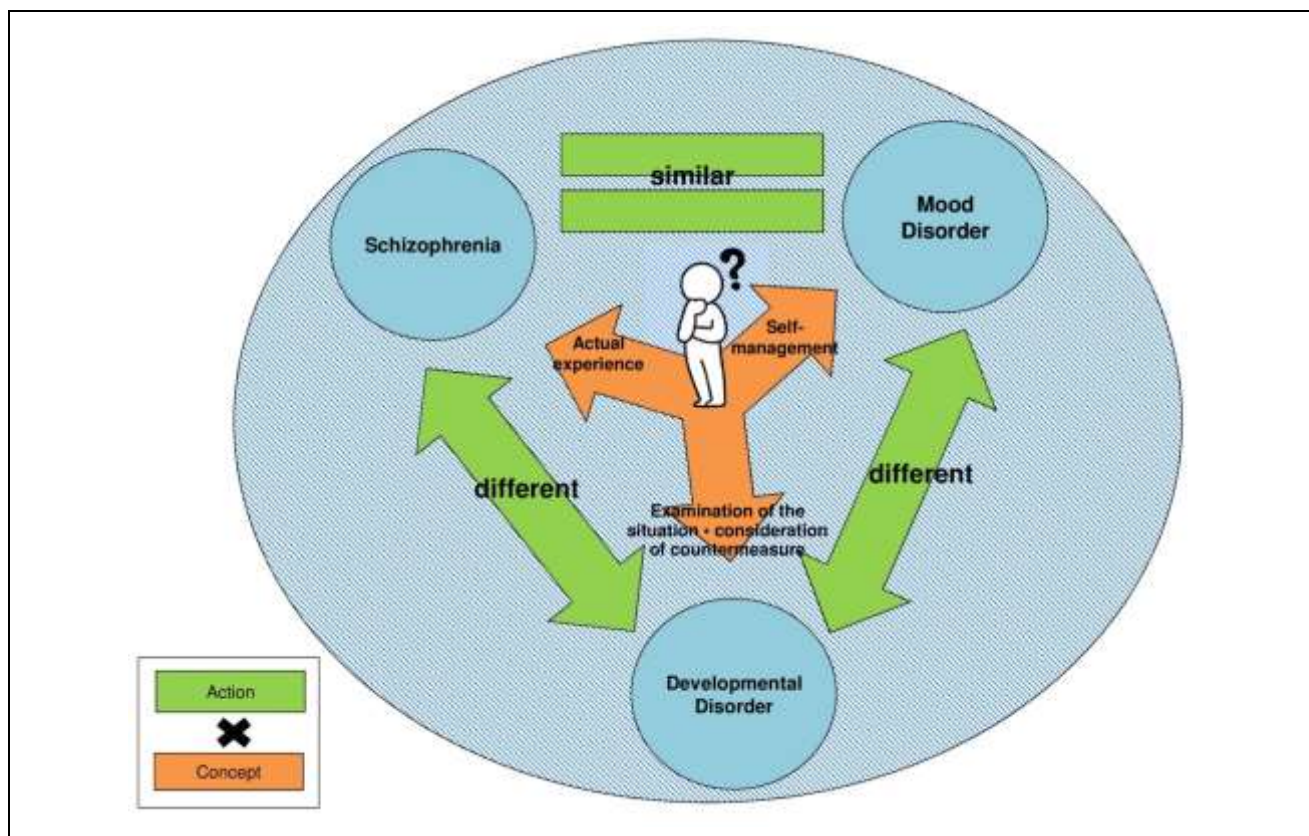 similar
Mood
Disorder
Schizophrenia
?
Actual
experience
Self-
management
different
different
Examination of the
situation・consideration
of countermeasure
Developmental
Disorder
Action
Concept